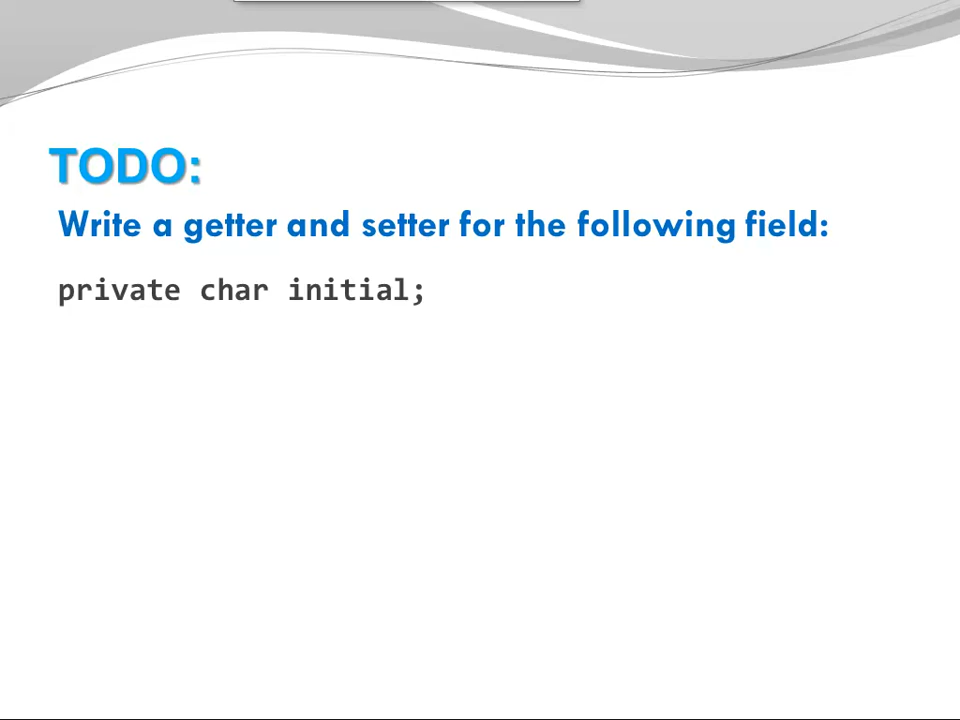 TODO:
Write a getter and setter for the following field:
private char initial;